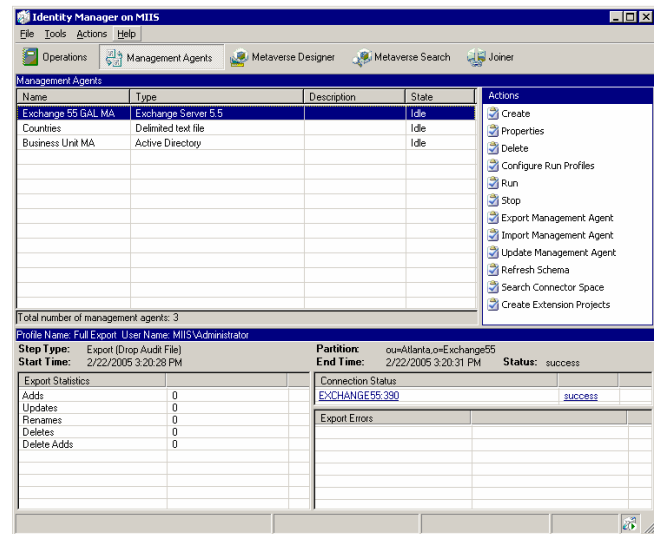 Identity Manager on MIIS
File Tools Actions Help
Operations Management Agents Metaverse Designer Metaverse Search Joiner
Management Agents
Name Type Description State
Exchange 55 GAL MA Exchange Server 5.5 Idle
Countries Delimited text file Idle
Business Unit MA Active Directory Idle
Total number of management agents: 3
Actions
Create
Properties
Delete
Configure Run Profiles
Run
Stop
Export Management Agent
Import Management Agent
Update Management Agent
Refresh Schema
Search Connector Space
Create Extension Projects
Profile Name: Full Export User Name: MIIS\Administrator
Step Type: Export (Drop Audit File) Partition: ou=Atlanta,o=Exchange55
Start Time: 2/22/2005 3:20:28 PM End Time: 2/22/2005 3:20:31 PM Status: success
Export Statistics
Adds 0
Updates 0
Renames 0
Deletes 0
Delete Adds 0
Connection Status
EXCHANGE55:390 success
Export Errors